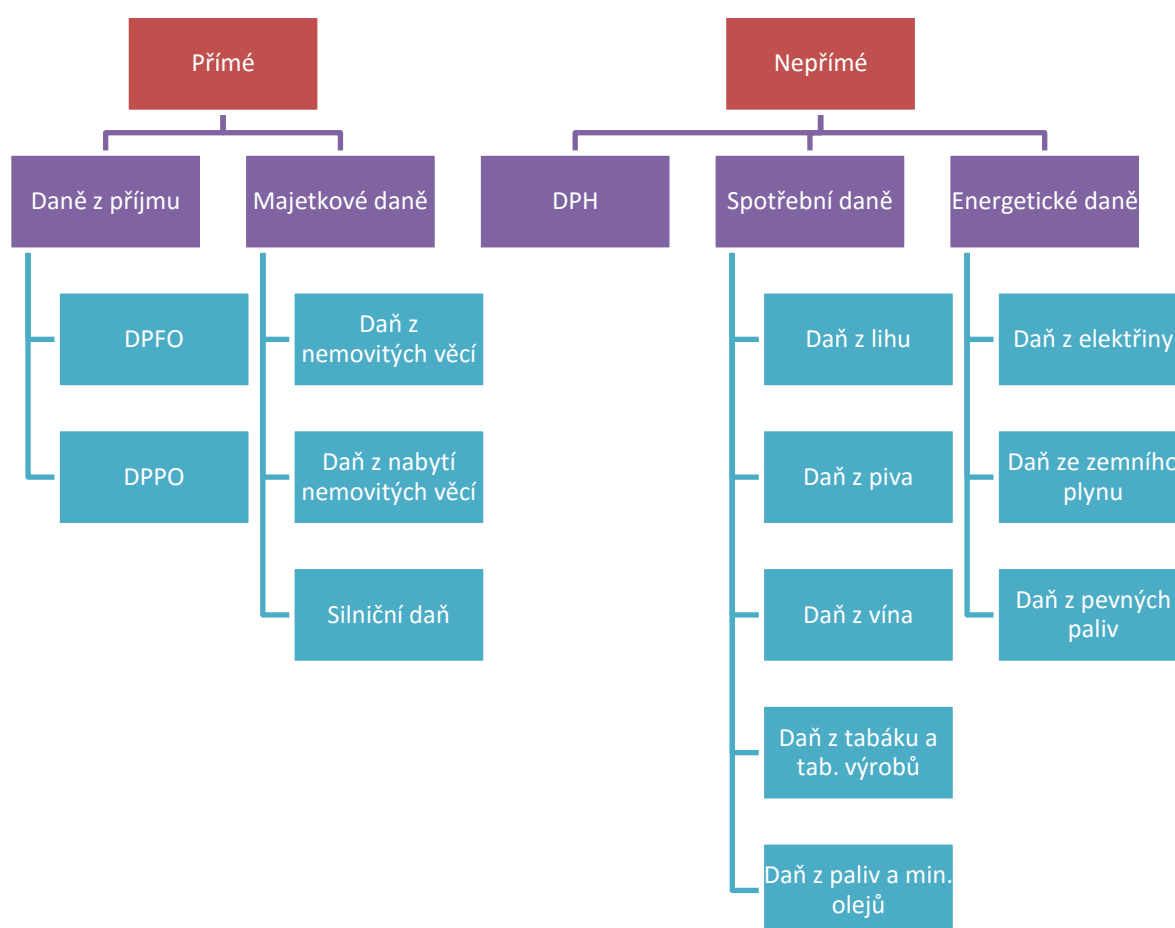 Přímé
Nepřímé
Daně z příjmu
Majetkové daně
DPH
Spotřební daně
Energetické daně
DPFO
Daň z
nemovitých věcí
Daň z lihu
Daň z elektřiny
DPPO
Daň z nabytí
nemovitých věcí
Daň z piva
Daň ze zemního
plynu
Silniční daň
Daň z vína
Daň z pevných
paliv
Daň z tabáku a
tab. výrobů
Daň z paliv a min.
olejů